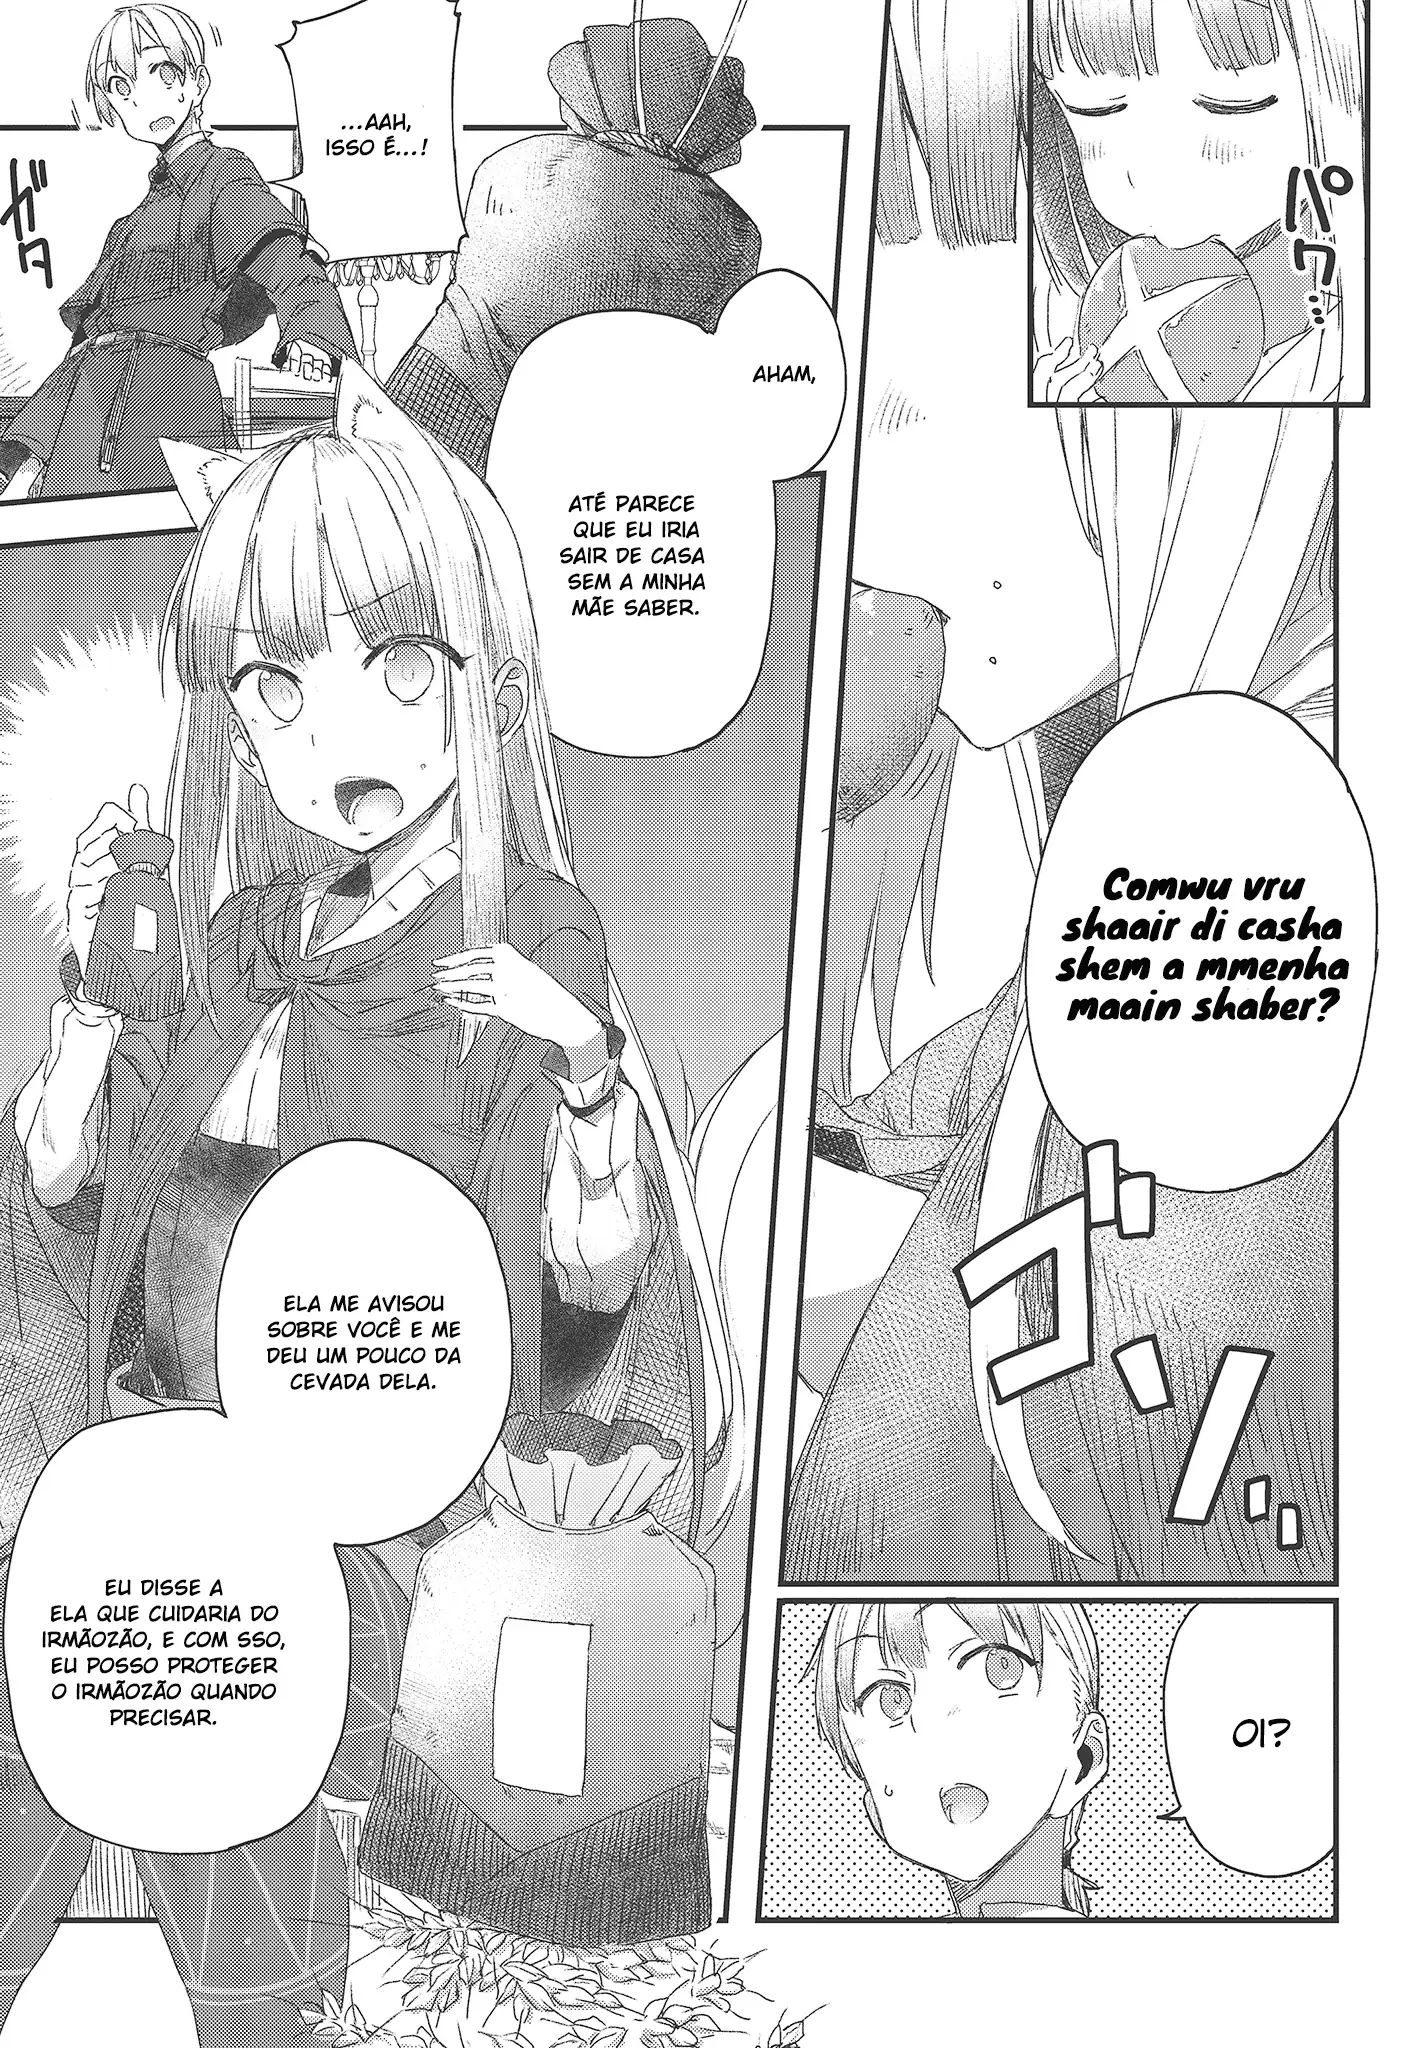 パク…
Comwu vru
shaair di casha
shem a mmenha
maain shaber?
ゴソ
OI?
...AAH,
ISSO É...!
ガタ
AHAM,
ATÉ PARECE
QUE EU IRIA
SAIR DE CASA
SEM A MINHA
MÃE SABER.
ELA ME AVISOU
SOBRE VOCÊ E ME
DEU UM POUCO DA
CEVADA DELA.
EU DISSE A
ELA QUE CUIDARIA DO
IRMÃOZÃO, E COM SSO,
EU POSSO PROTEGER
O IRMÃOZÃO QUANDO
PRECISAR.